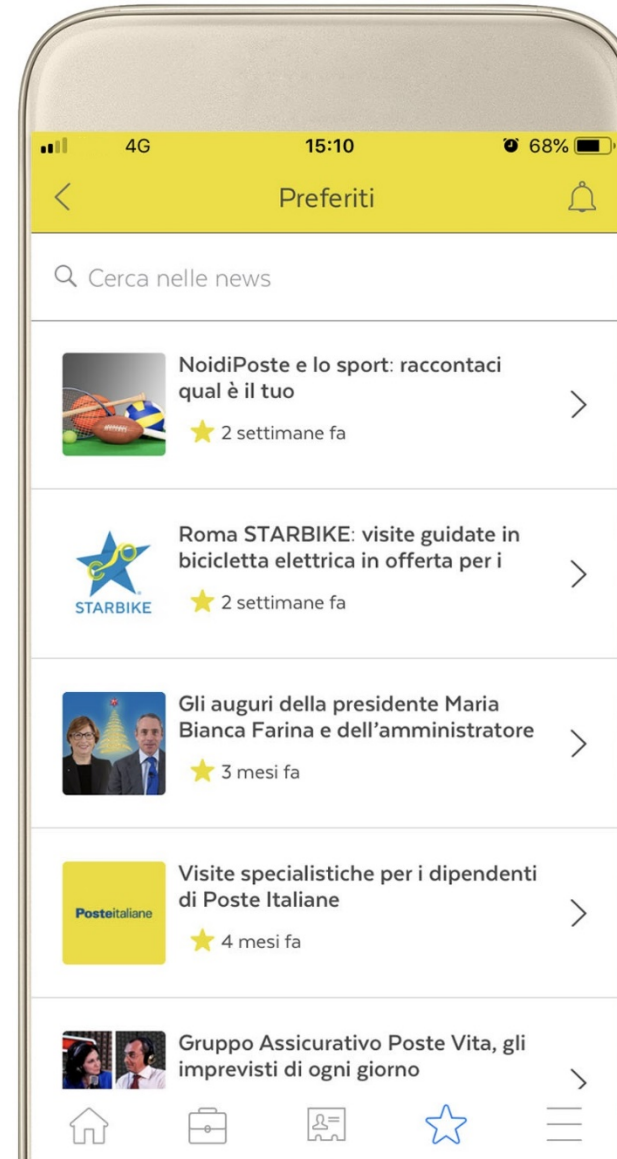 4G 15:10 68%
Preferiti
Cerca nelle news
NoidiPoste e lo sport: raccontaci
qual è il tuo
2 settimane fa
STARBIKE
Roma STARBIKE: visite guidate in
bicicletta elettrica in offerta per i
2 settimane fa
Gli auguri della presidente Maria
Bianca Farina e dell'amministratore
3 mesi fa
Posteitaliane
Visite specialistiche per i dipendenti
di Poste Italiane
4 mesi fa
Gruppo Assicurativo Poste Vita, gli
imprevisti di ogni giorno